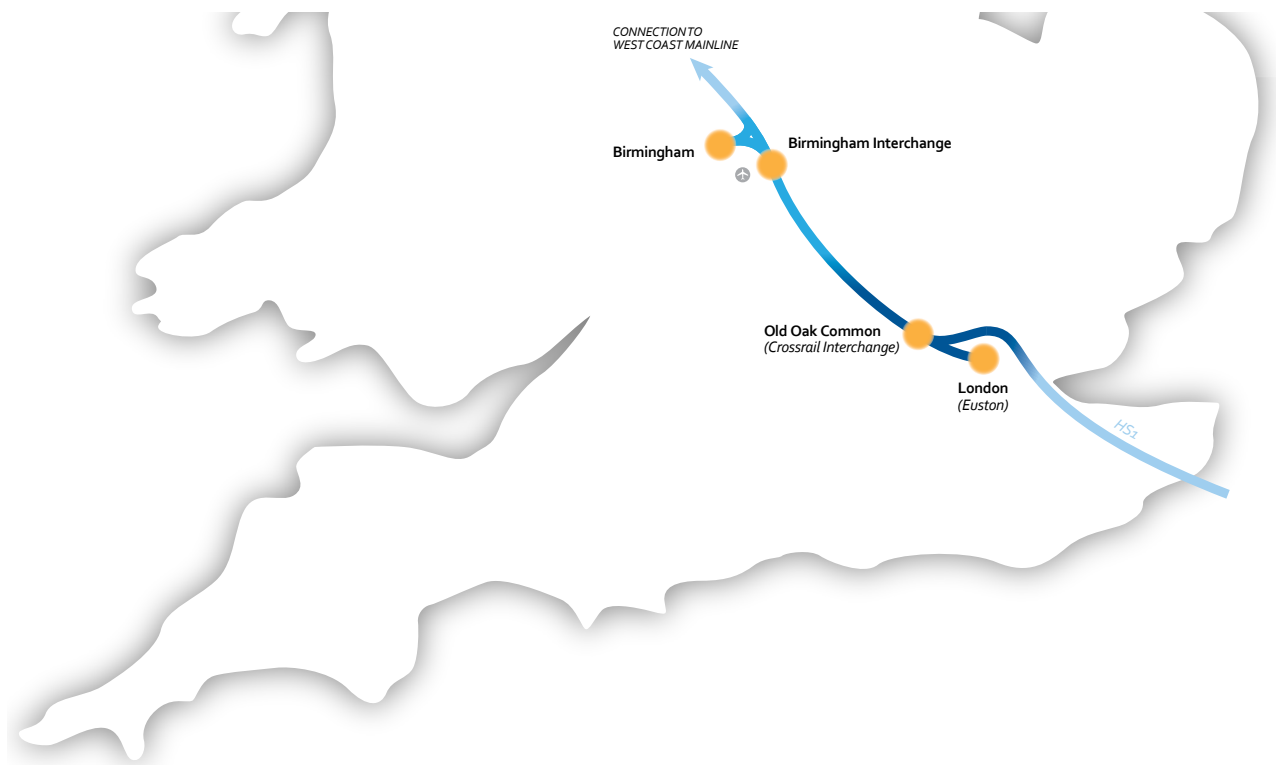 CONNECTION TO
WEST COAST MAINLINE
Birmingham Interchange
Birmingham
Old Oak Common
(Crossrail Interchange)
London
(Euston)
HS1